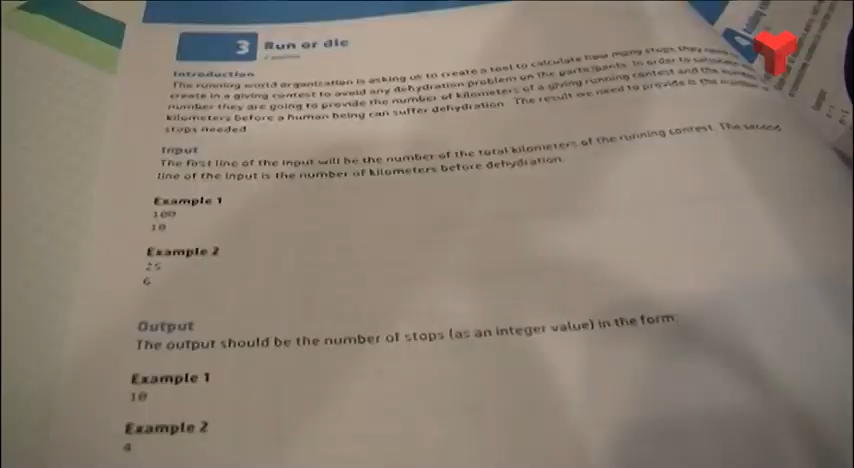 3 Run or die
Introduction
The running world organization is asking us to create a tool to calculate how many stops they
create in a giving contest to avoid any dehydration problem on the participants. In order to
number they are going to provide the number of kilometers of a giving running contest and the
kilometers before a human being can suffer dehydration. The result we need to provide is the number
stops needed
Input
The first line of the input will be the number of the total kilometers of the running contest. The second
line of the input is the number of kilometers before dehydration.
Example 1
100
10
Example 2
25
6
Output
The output should be the number of stops (as an integer value) in the form
Example 1
10
Example 2
4